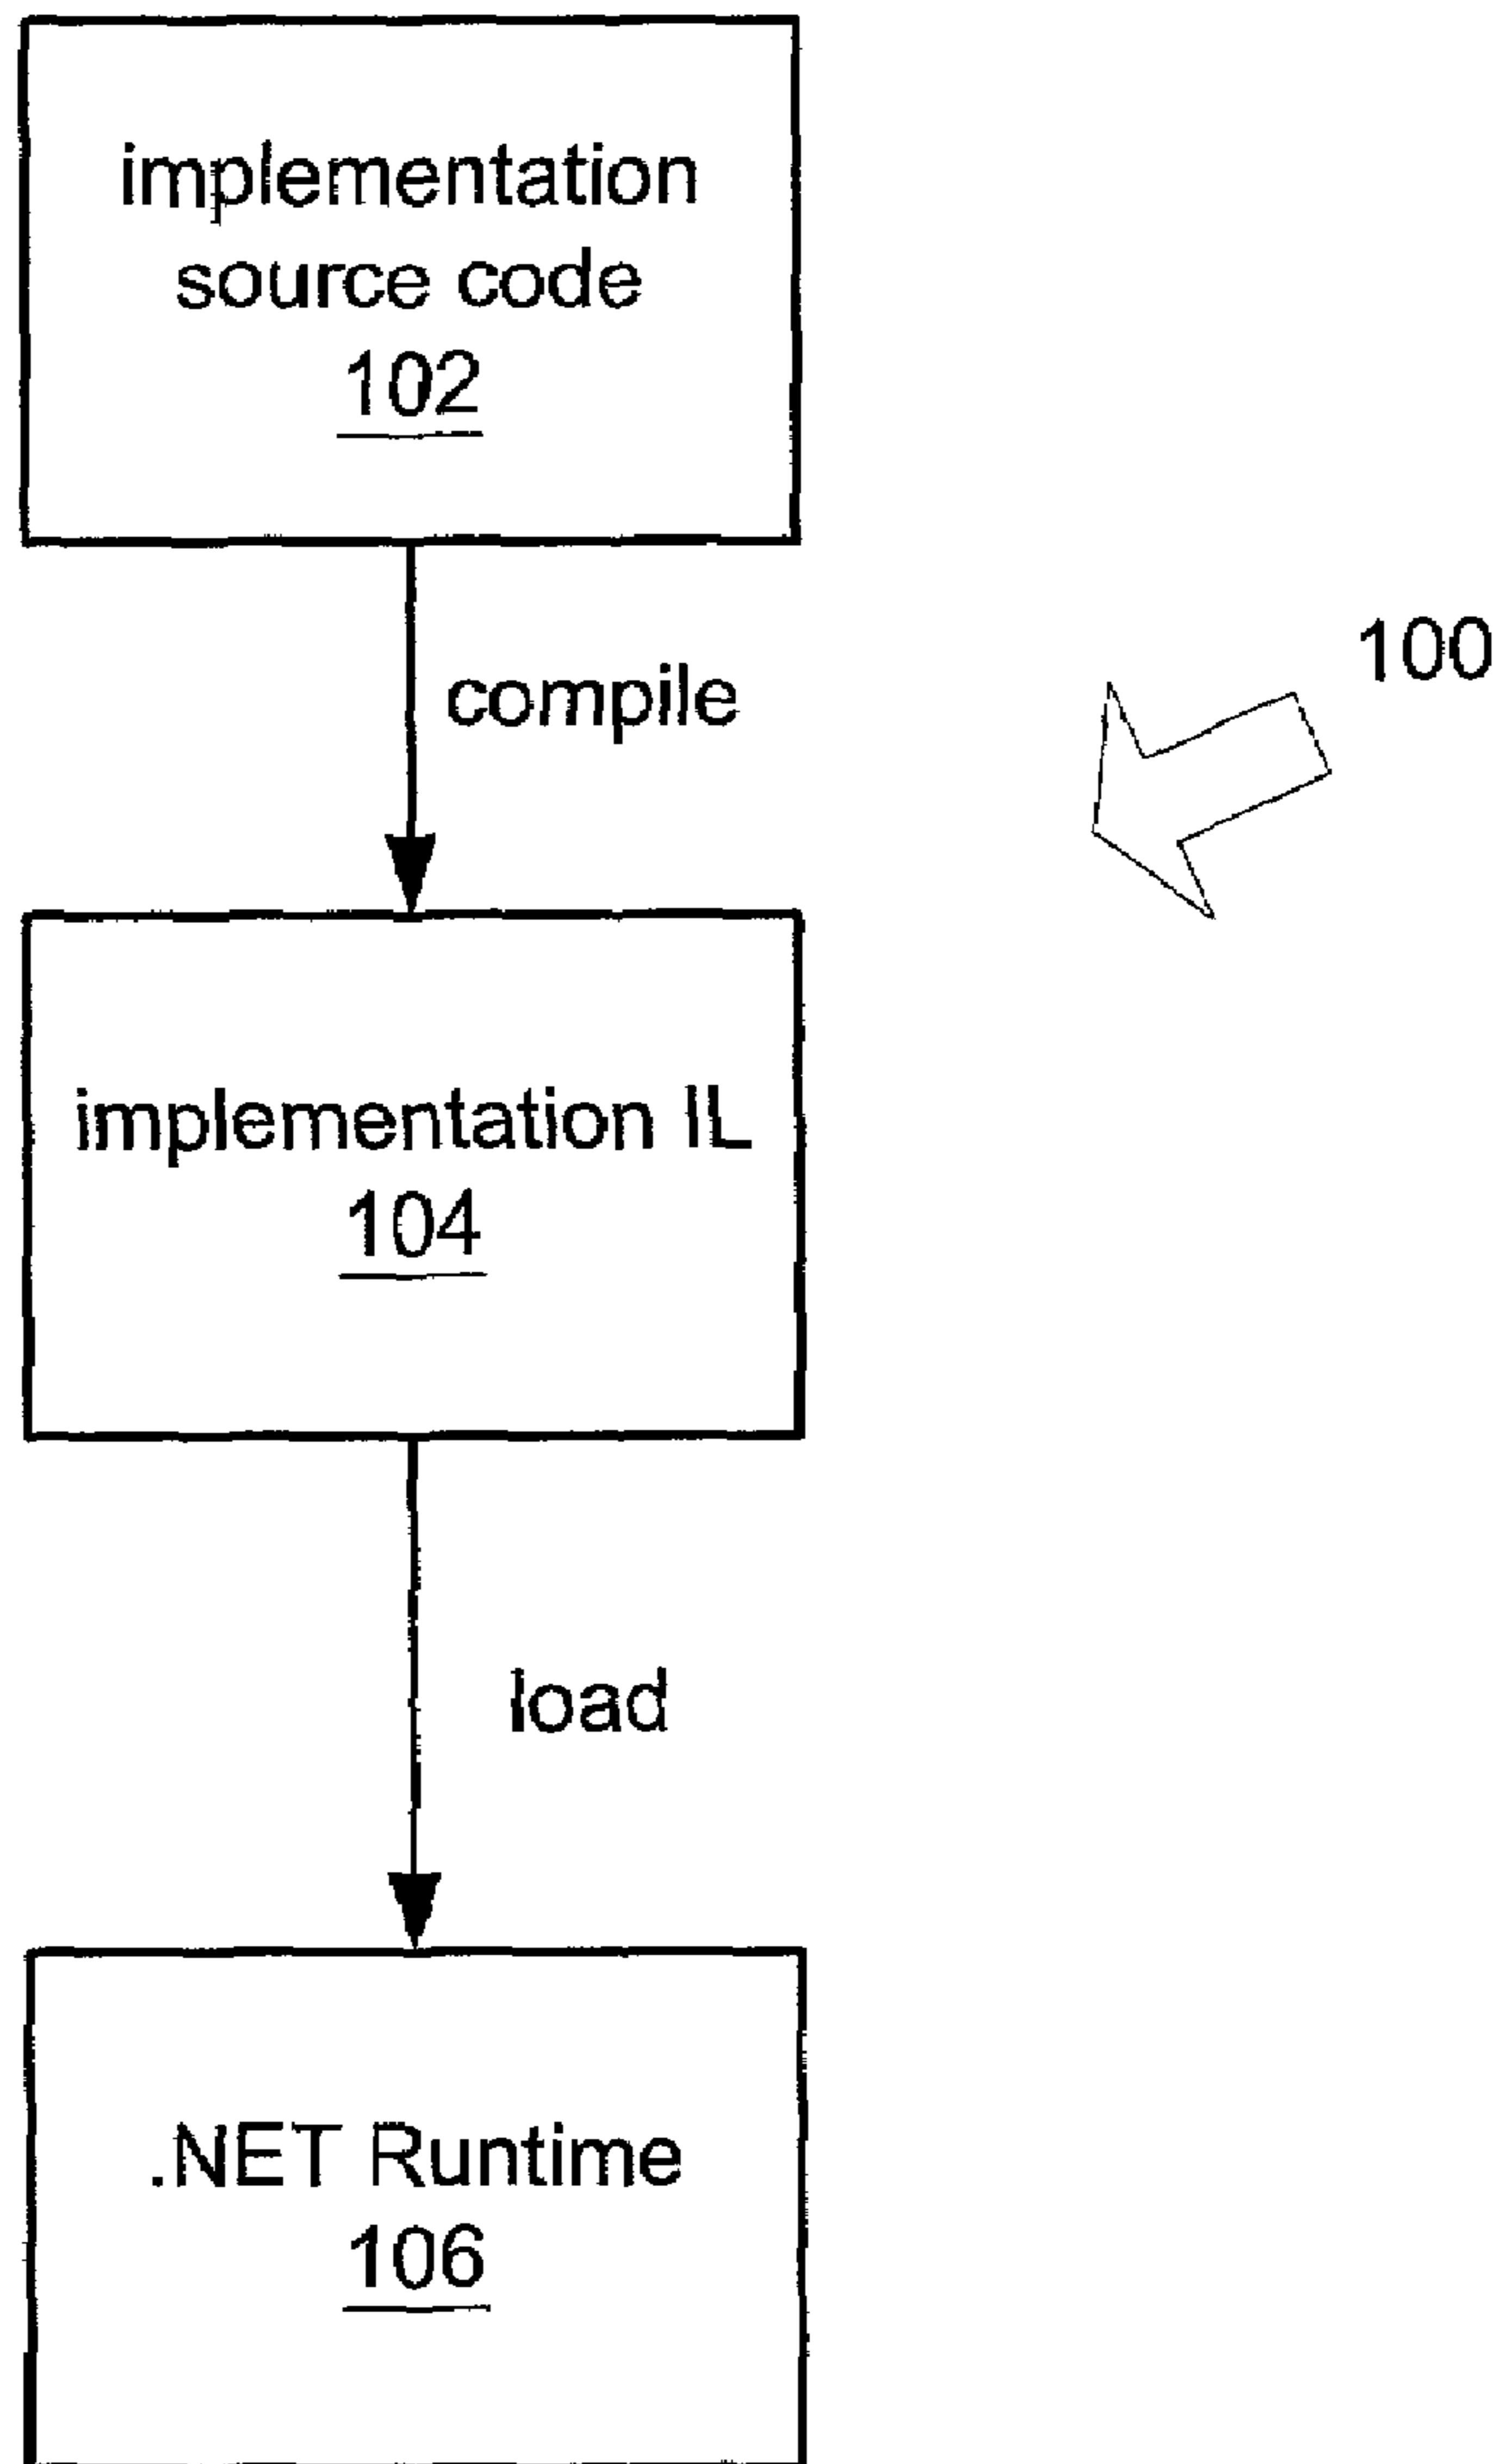 implementation
source code
102
compile
100
implementation IL
104
load
.NET Runtime
106